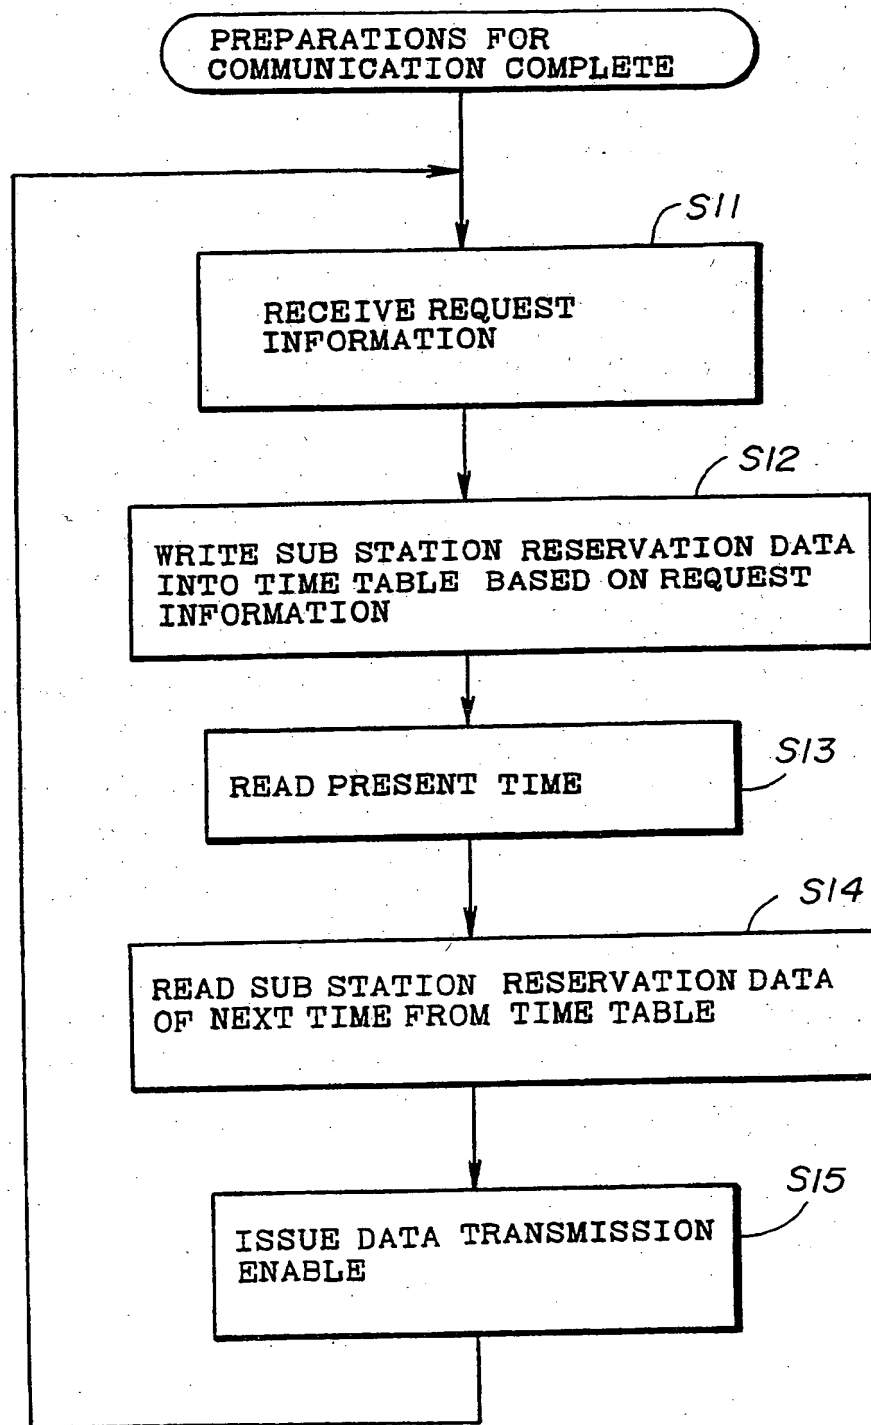 PREPARATIONS FOR
COMMUNICATION COMPLETE
S11
RECEIVE REQUEST
INFORMATION
S12
WRITE SUB STATION RESERVATION DATA
INTO TIME TABLE BASED ON REQUEST
INFORMATION
S13
READ PRESENT TIME
S14
READ SUB STATION RESERVATION DATA
OF NEXT TIME FROM TIME TABLE
S15
ISSUE DATA TRANSMISSION
ENABLE